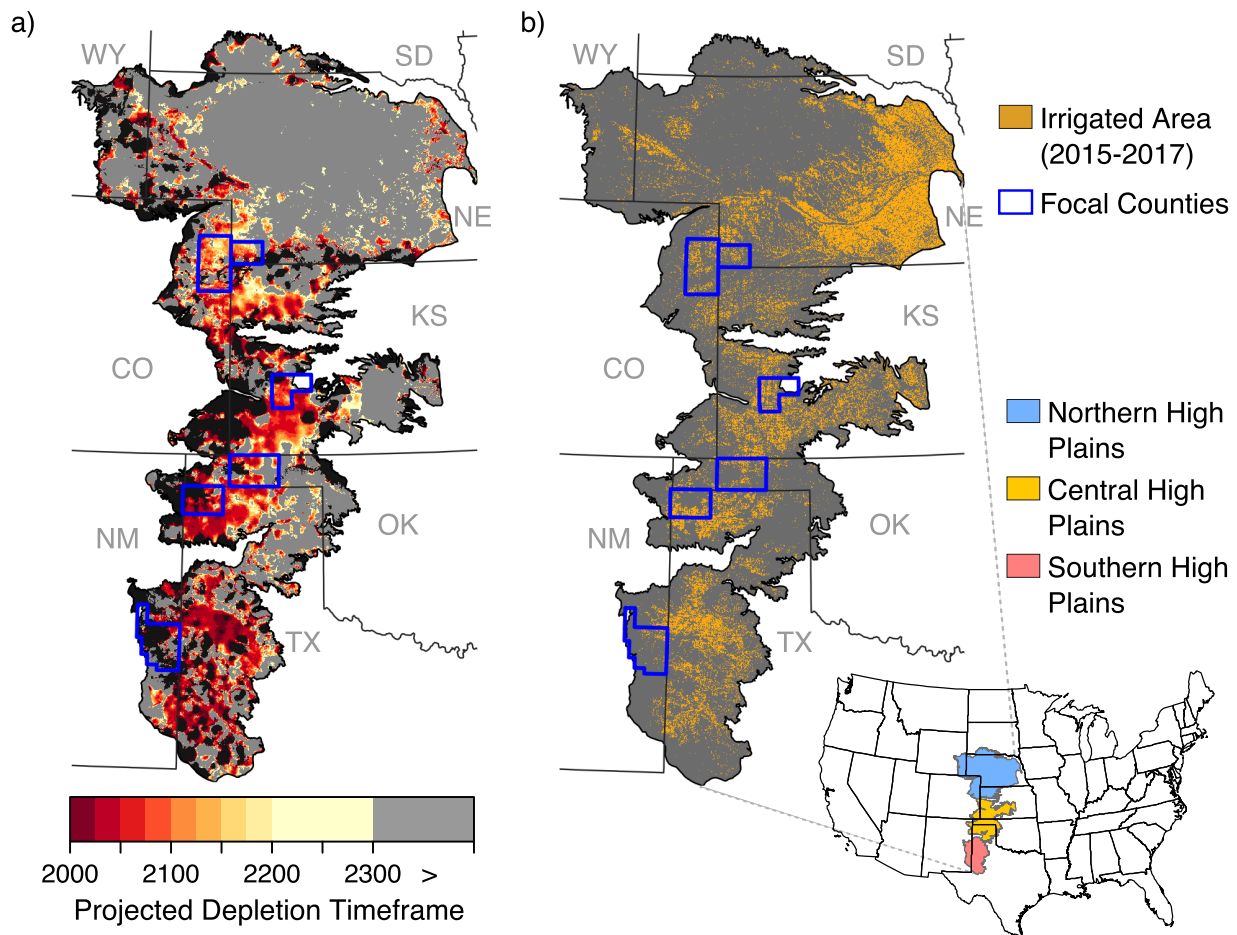 a)
WY
SD
NE
KS
CO
OK
NM
TX
2000
2100
2200
2300
>
Projected Depletion Timeframe
b)
WY
SD
NE
KS
CO
OK
NM
TX
Irrigated Area
(2015-2017)
Focal Counties
Northern High
Plains
Central High
Plains
Southern High
Plains